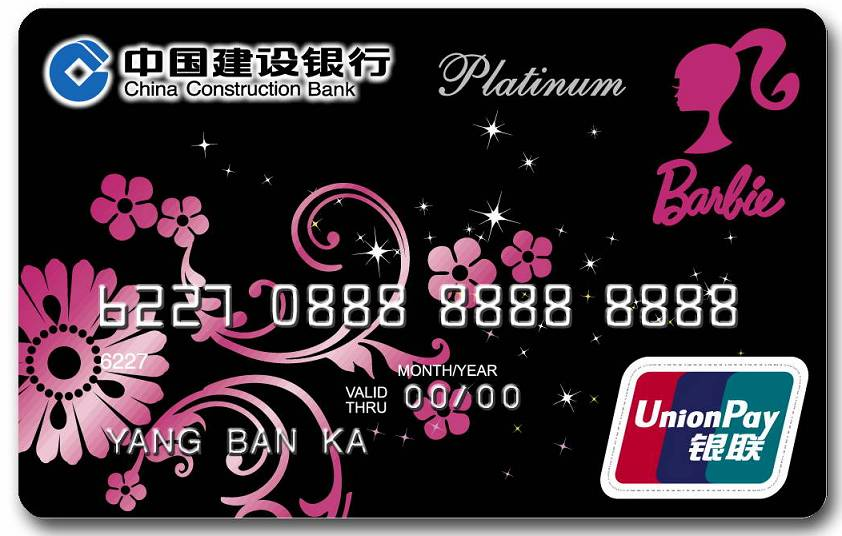 中国建设银行
China Construction Bank
Platinum
Barbie
6227 0888 8888 8888
6227
MONTH/YEAR
VALID
THRU
00/00
YANG BAN KA
UnionPay
银联